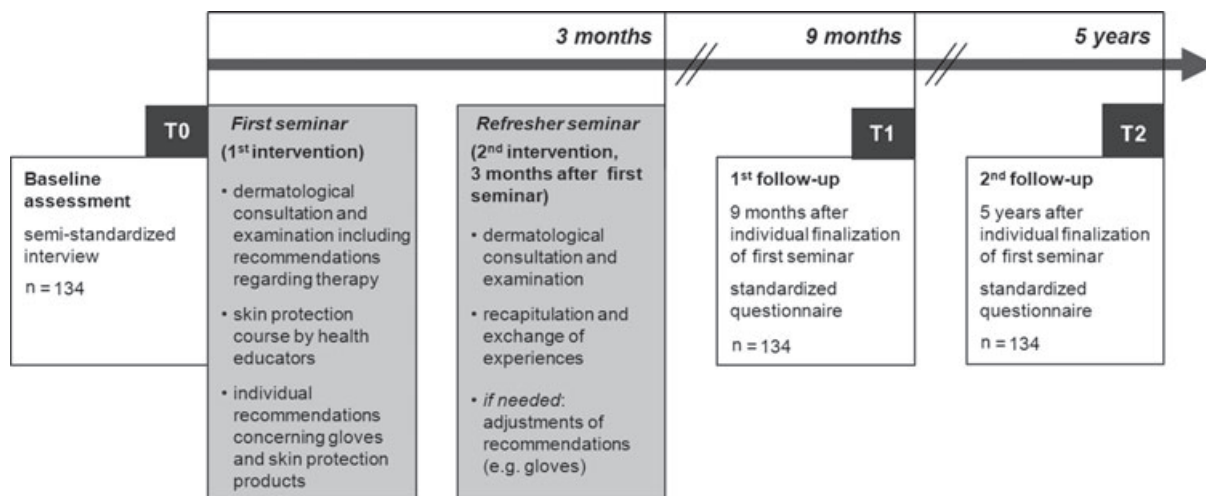 3 months
9 months
5 years
T0
Baseline
assessment
semi-standardized
interview
n = 134
First seminar
(1st intervention)
• dermatological
consultation and
examination including
recommendations
regarding therapy
• skin protection
course by health
educators
• individual
recommendations
concerning gloves
and skin protection
products
Refresher seminar
(2nd intervention,
3 months after first
seminar)
• dermatological
consultation and
examination
• recapitulation and
exchange of
experiences
• if needed:
adjustments of
recommendations
(e.g. gloves)
T1
1st follow-up
9 months after
individual finalization
of first seminar
standardized
questionnaire
n = 134
T2
2nd follow-up
5 years after
individual finalization
of first seminar
standardized
questionnaire
n = 134